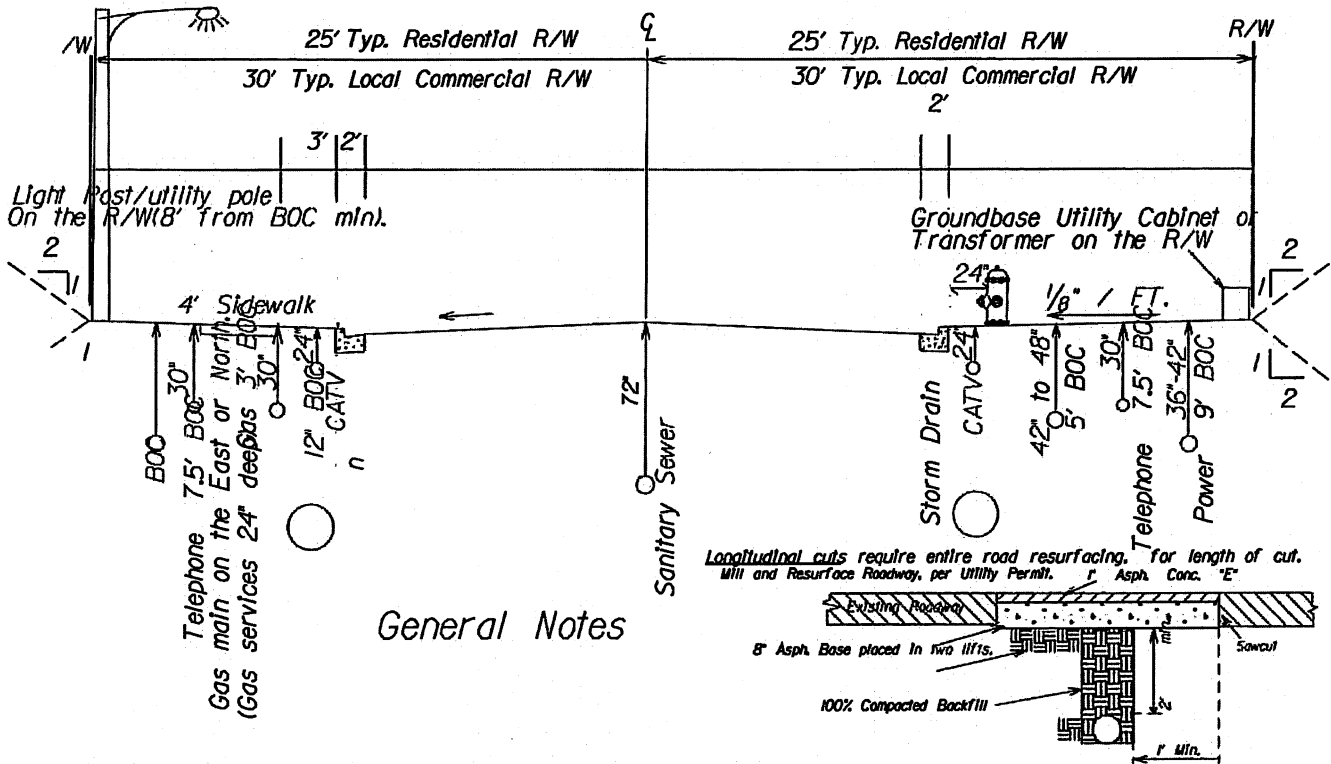 /W
25' Typ. Residential R/W
30' Typ. Local Commercial R/W
℄
25' Typ. Residential R/W
30' Typ. Local Commercial R/W
R/W
3'
2'
2'
Light Post/utility pole
On the R/W(8' from BOC min).
Groundbase Utility Cabinet or
Transformer on the R/W
2
1
1
4' Sidewalk
24"
1/8" / FT.
2
1
1
2
BOC
30"
Telephone 7.5' BOC
Gas main on the East or North.
(Gas services 24" deep)
Gas 3' BOC
30"
24"
12" BOC
CATV
n
72"
Sanitary Sewer
Storm Drain
24"
CATV
42" to 48"
5' BOC
30"
7.5' BOC
Telephone
36"-42"
9' BOC
Power
General Notes
Longitudinal cuts require entire road resurfacing. for length of cut.
Mill and Resurface Roadway, per Utility Permit.
1" Asph. Conc. "E"
Existing Roadway
8" Asph. Base placed in two lifts.
Sawcut
100% Compacted Backfill
2' min.
1' Min.